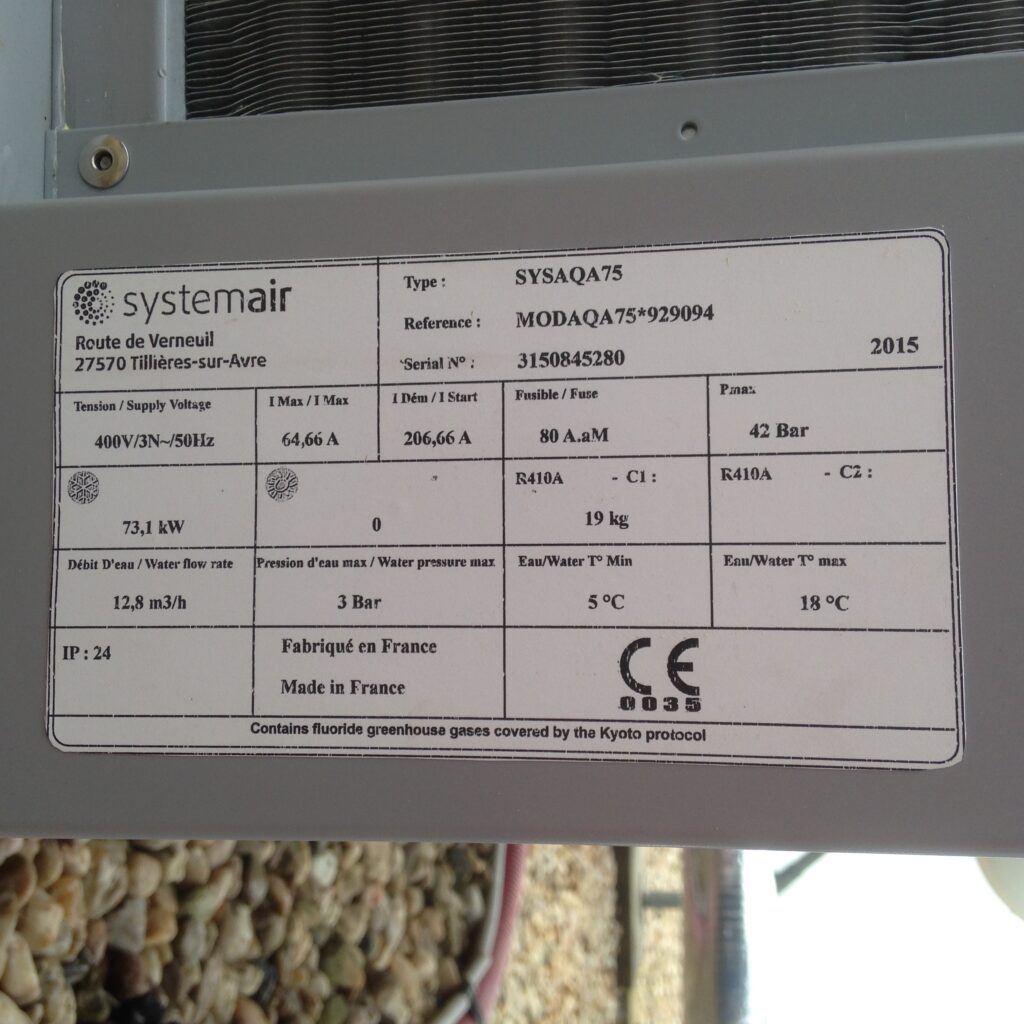 systemair
Route de Verneuil
27570 Tillières-sur-Avre
Type : SYSAQA75
Reference : MODAQA75*929094
Serial N° : 3150845280 2015
Tension / Supply Voltage
400V/3N~/50Hz
I Max / I Max
64,66 A
I Dém / I Start
206,66 A
Fusible / Fuse
80 A.aM
Pmax
42 Bar
73,1 kW
0
R410A - C1 :
19 kg
R410A - C2 :
Débit D'eau / Water flow rate
12,8 m3/h
Pression d'eau max / Water pressure max
3 Bar
Eau/Water T° Min
5 °C
Eau/Water T° max
18 °C
IP : 24
Fabriqué en France
Made in France
CE
0035
Contains fluoride greenhouse gases covered by the Kyoto protocol